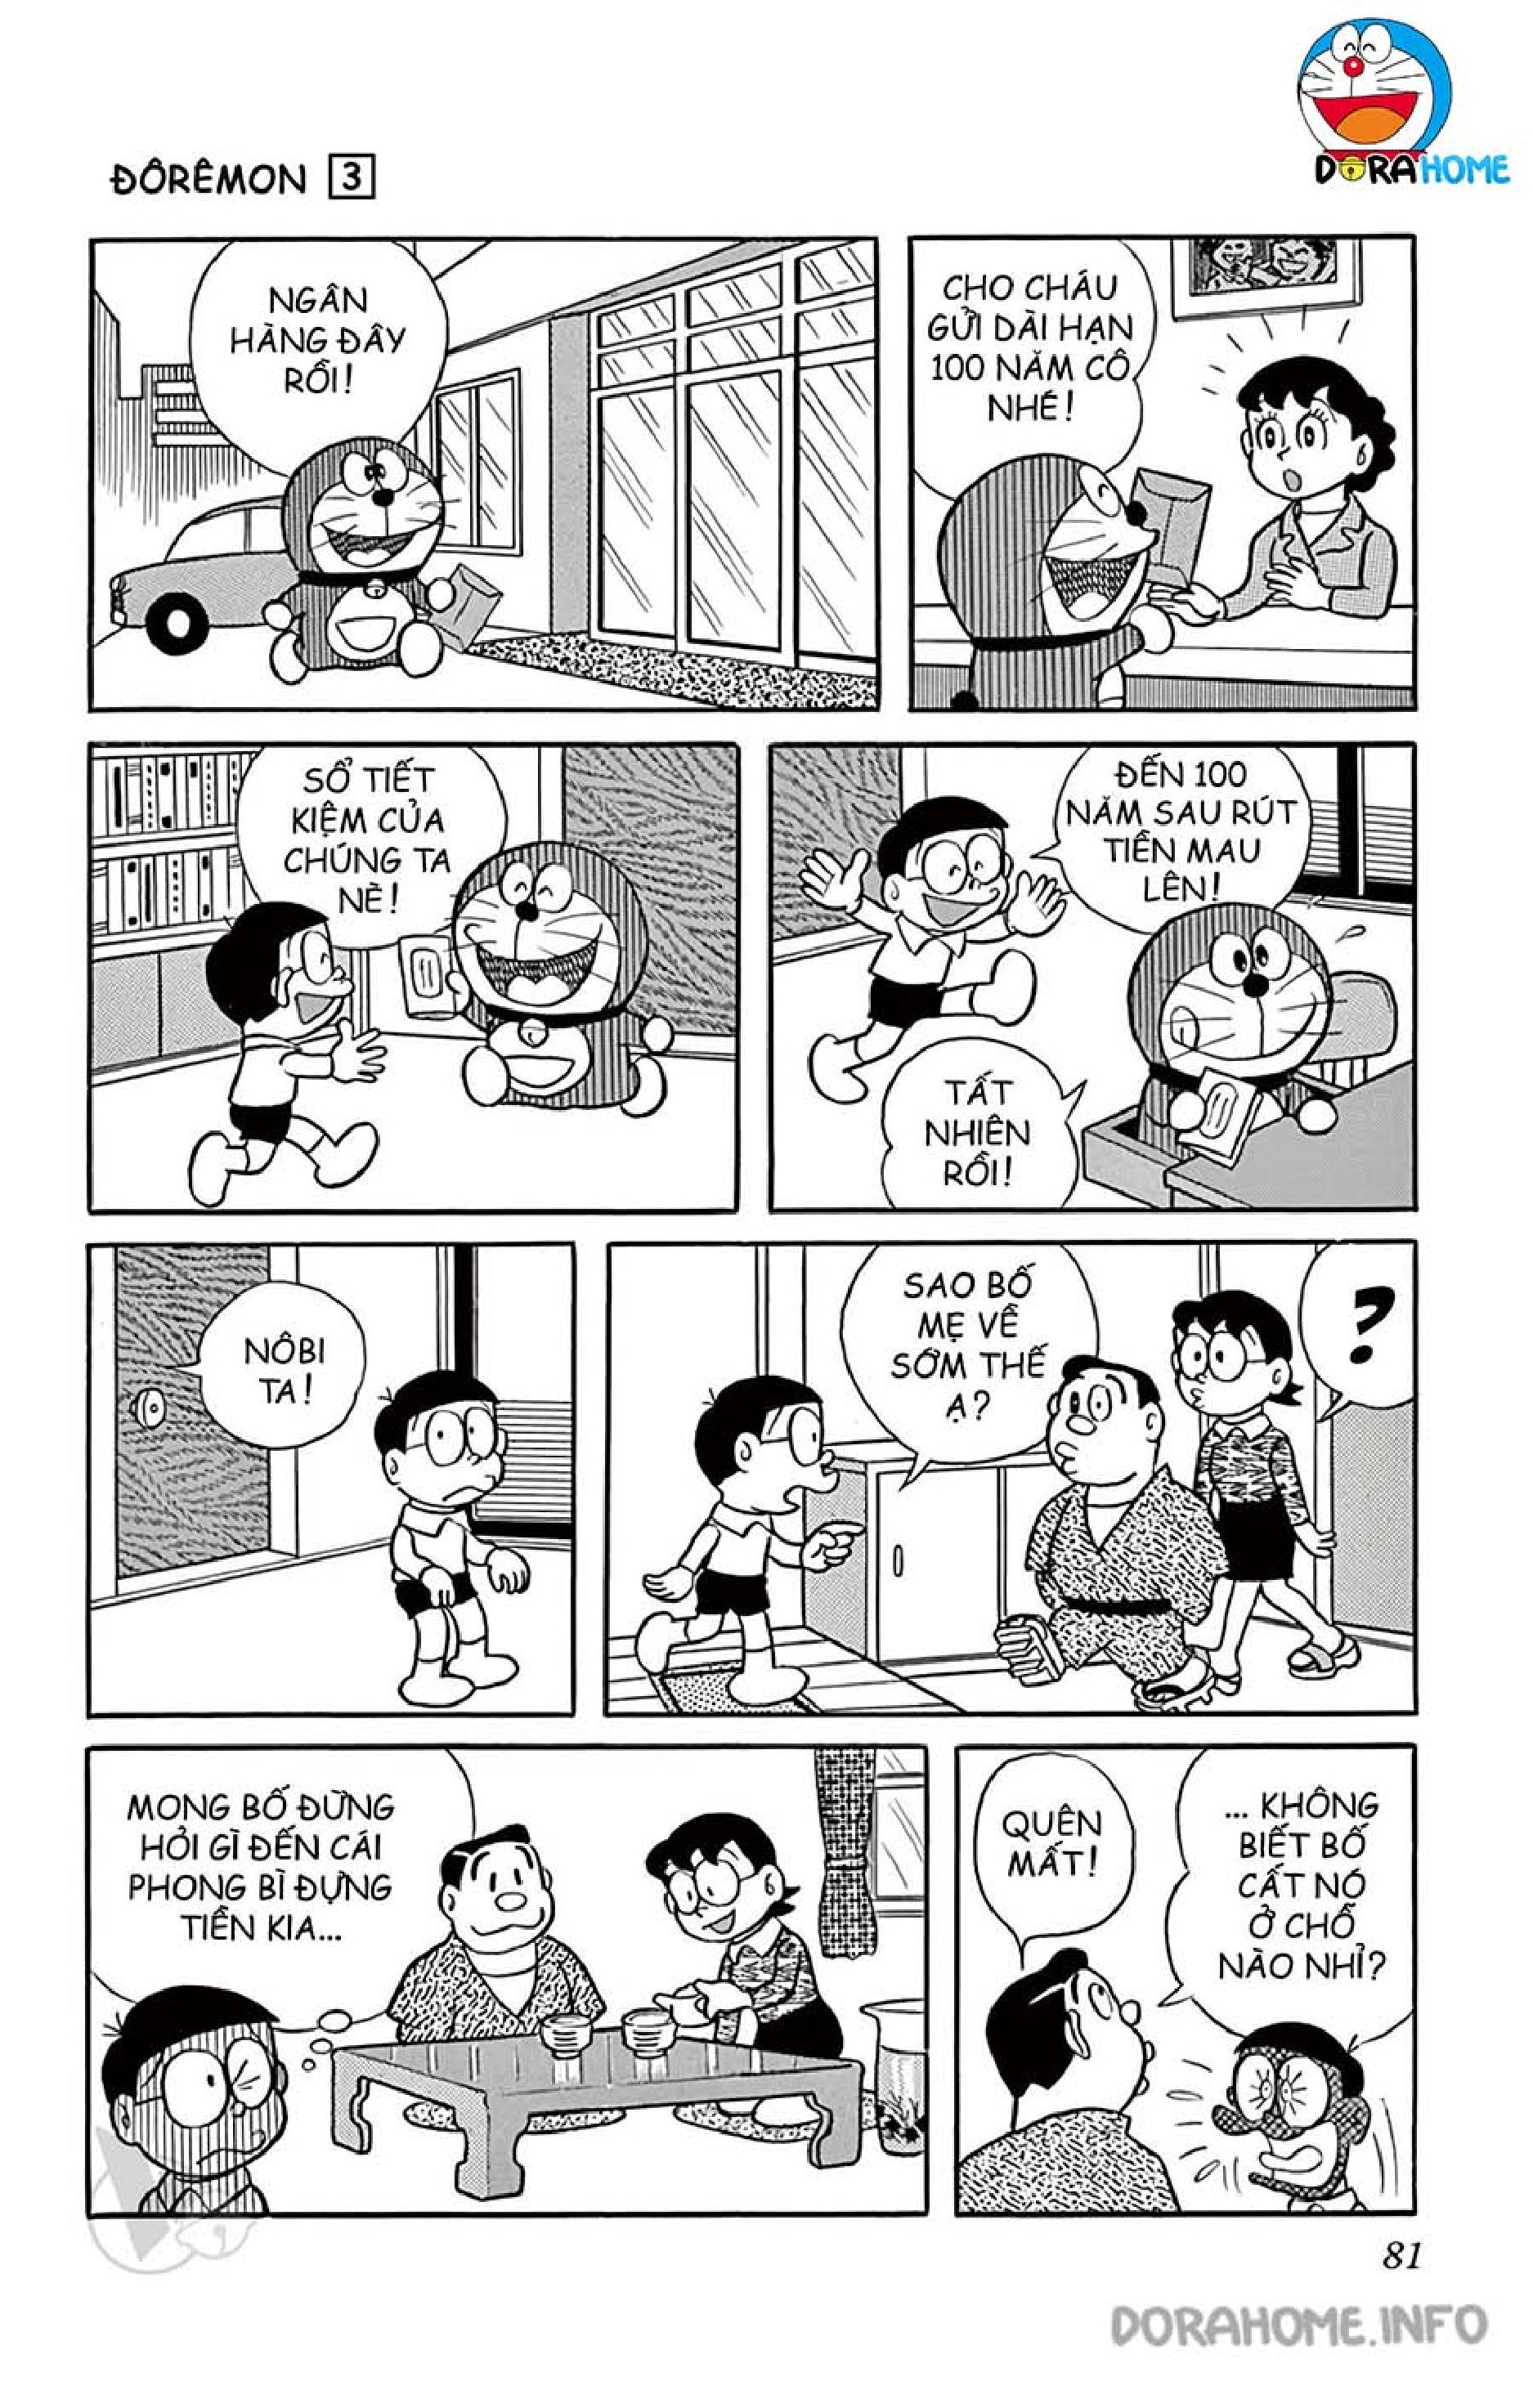 DORAHOME
ĐÔRÊMON 3
NGÂN
HÀNG ĐÂY
RỒI!
CHO CHÁU
GỬI DÀI HẠN
100 NĂM CÔ
NHÉ!
SỔ TIẾT
KIỆM CỦA
CHÚNG TA
NÈ!
ĐẾN 100
NĂM SAU RÚT
TIỀN MAU
LÊN!
TẤT
NHIÊN
RỒI!
NÔBI
TA!
SAO BỐ
MẸ VỀ
SỚM THẾ
Ạ?
?
MONG BỐ ĐỪNG
HỎI GÌ ĐẾN CÁI
PHONG BÌ ĐỰNG
TIỀN KIA...
QUÊN
MẤT!
... KHÔNG
BIẾT BỐ
CẤT NÓ
Ở CHỖ
NÀO NHỈ?
81
DORAHOME.INFO